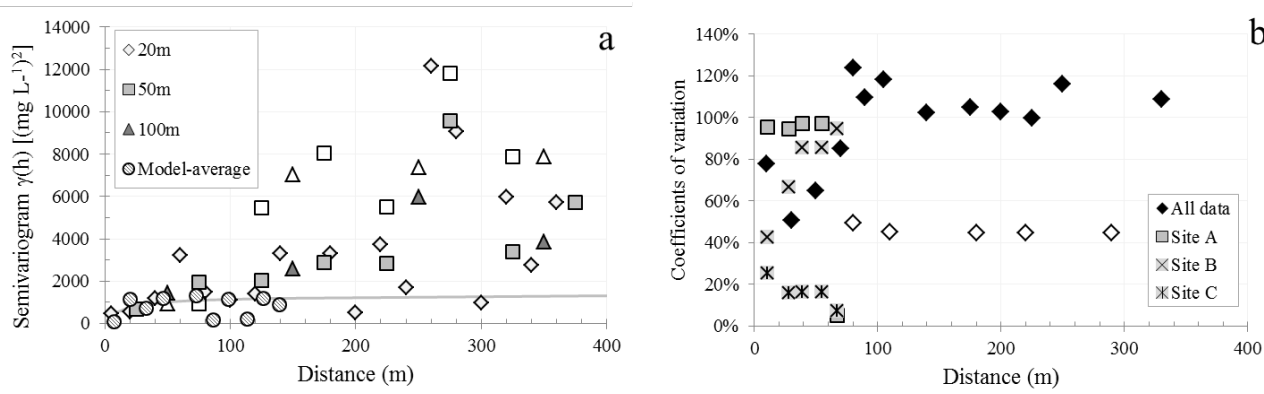 a
Semivariogram γ(h) [(mg L-¹)²]
14000
12000
10000
8000
6000
4000
2000
0
0 100 200 300 400
Distance (m)
20m
50m
100m
Model-average
b
Coefficients of variation
140%
120%
100%
80%
60%
40%
20%
0%
0 100 200 300 400
Distance (m)
All data
Site A
Site B
Site C